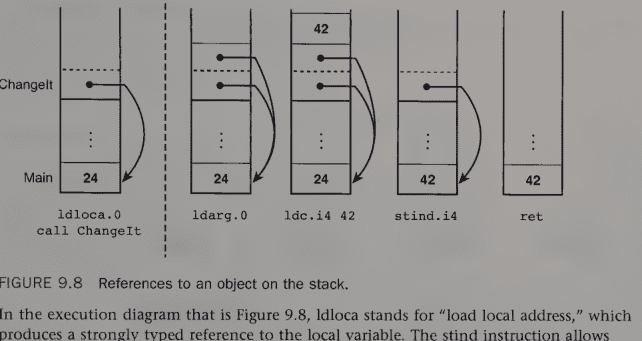 42
ChangeIt
Main 24 24 24 42 42
ldloca.0 ldarg.0 ldc.i4 42 stind.i4 ret
call ChangeIt
FIGURE 9.8 References to an object on the stack.
In the execution diagram that is Figure 9.8, ldloca stands for "load local address," which
produces a strongly typed reference to the local variable. The stind instruction allows